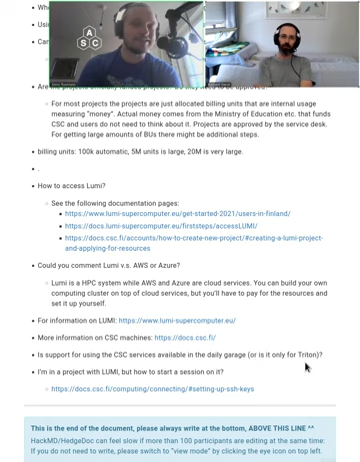 Wh
Usi
Can
A
S
C
For most projects the projects are just allocated billing units that are internal usage
measuring "money". Actual money comes from the Ministry of Education etc. that funds
CSC and users do not need to think about it. Projects are approved by the service desk.
For getting large amounts of BUs there might be additional steps.
billing units: 100k automatic, 5M units is large, 20M is very large.
.
How to access Lumi?
See the following documentation pages:
https://www.lumi-supercomputer.eu/get-started-2021/users-in-finland/
https://docs.lumi-supercomputer.eu/firststeps/accessLUMI/
https://docs.csc.fi/accounts/how-to-create-new-project/#creating-a-lumi-project-
and-applying-for-resources
Could you comment Lumi v.s. AWS or Azure?
Lumi is a HPC system while AWS and Azure are cloud services. You can build your own
computing cluster on top of cloud services, but you'll have to pay for the resources and
set it up yourself.
For information on LUMI: https://www.lumi-supercomputer.eu/
More information on CSC machines: https://docs.csc.fi/
Is support for using the CSC services available in the daily garage (or is it only for Triton)?
I'm in a project with LUMI, but how to start a session on it?
https://docs.csc.fi/computing/connecting/#setting-up-ssh-keys
This is the end of the document, please always write at the bottom, ABOVE THIS LINE ^^
HackMD/HedgeDoc can feel slow if more than 100 participants are editing at the same time:
If you do not need to write, please switch to "view mode" by clicking the eye icon on top left.